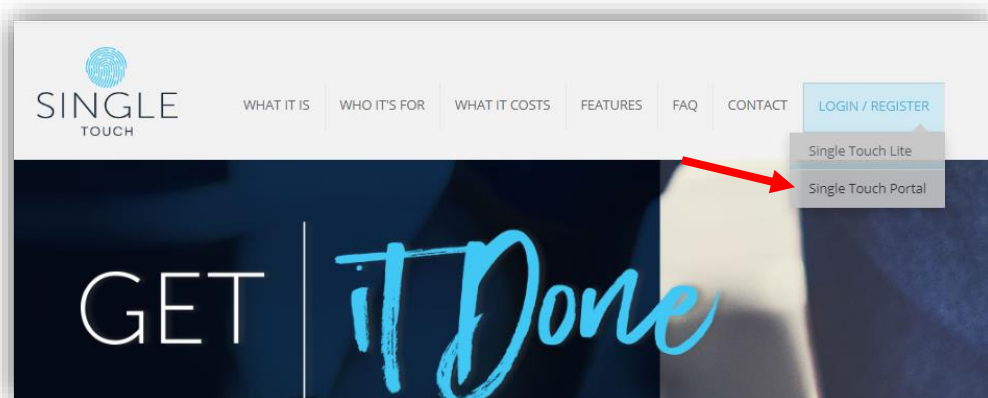 SINGLE
TOUCH
WHAT IT IS WHO IT'S FOR WHAT IT COSTS FEATURES FAQ CONTACT LOGIN / REGISTER
Single Touch Lite
Single Touch Portal
GET it Done